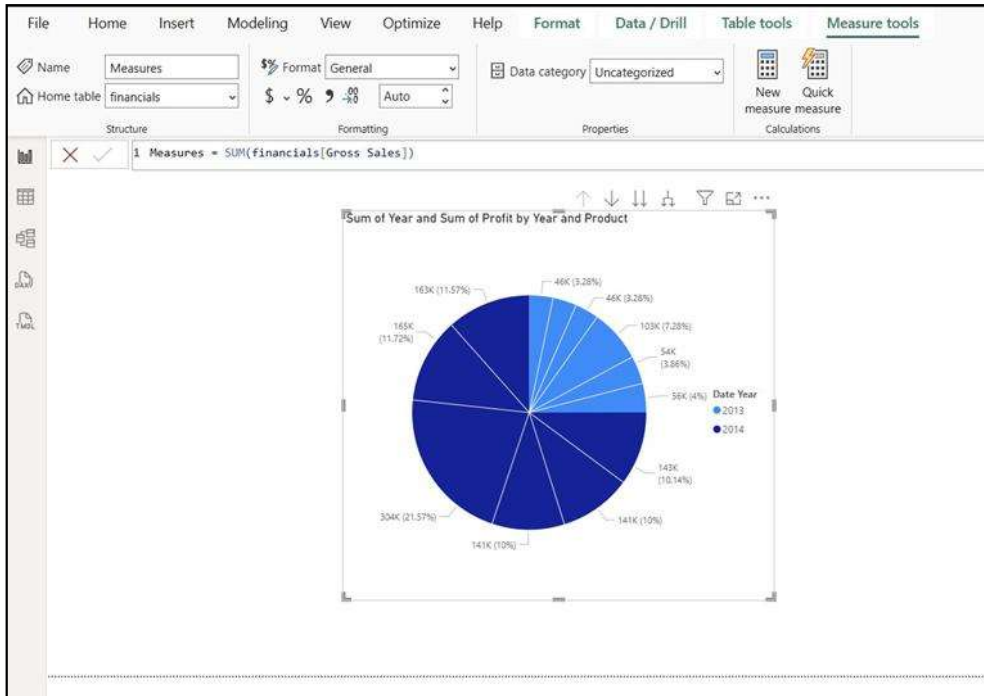 File Home Insert Modeling View Optimize Help Format Data / Drill Table tools Measure tools
Name Measures
Home table financials
Structure
$% Format General
$ % 9 .00 Auto
Formatting
Data category Uncategorized
Properties
New measure
Quick measure
Calculations
1 Measures = SUM(financials[Gross Sales])
Sum of Year and Sum of Profit by Year and Product
46K (3.28%)
46K (3.28%)
103K (7.28%)
54K
(3.86%)
56K (4%)
143K
(10.14%)
141K (10%)
141K (10%)
304K (21.57%)
165K
(11.72%)
163K (11.57%)
Date Year
2013
2014
DAX
TMDL